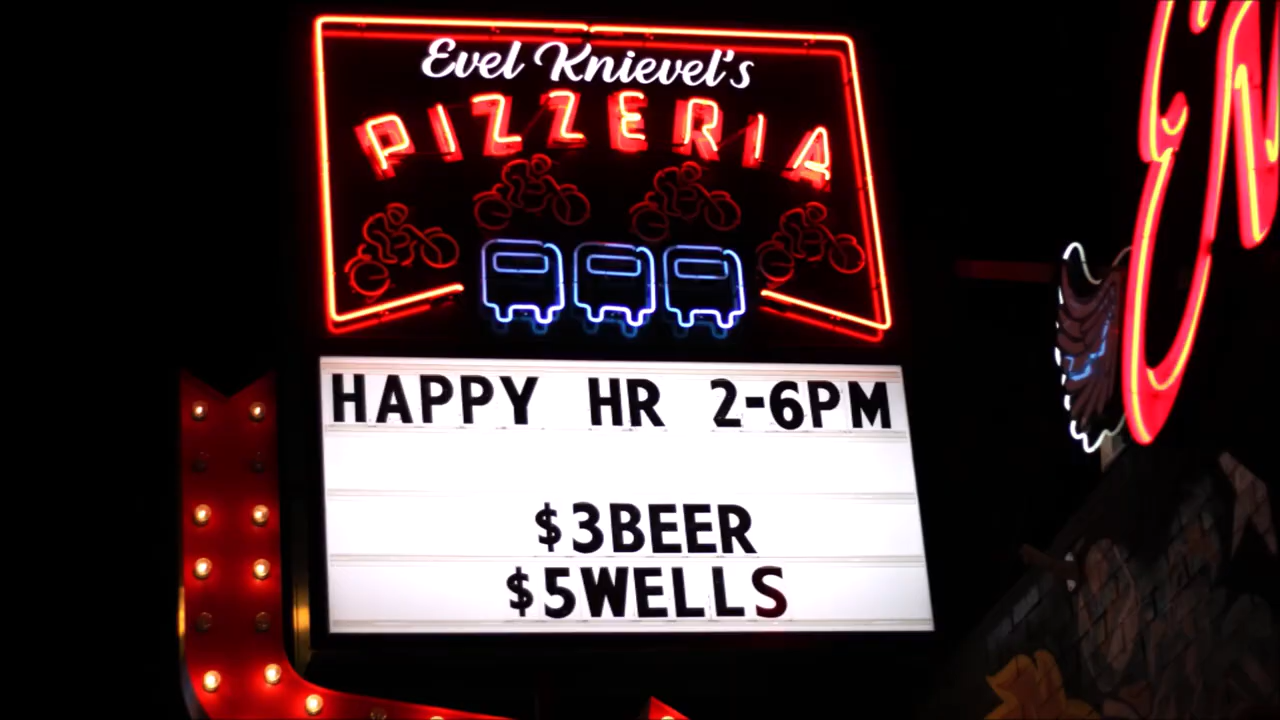 Evel Knievel's
PIZZERIA
HAPPY HR 2-6PM
$3BEER
$5WELLS